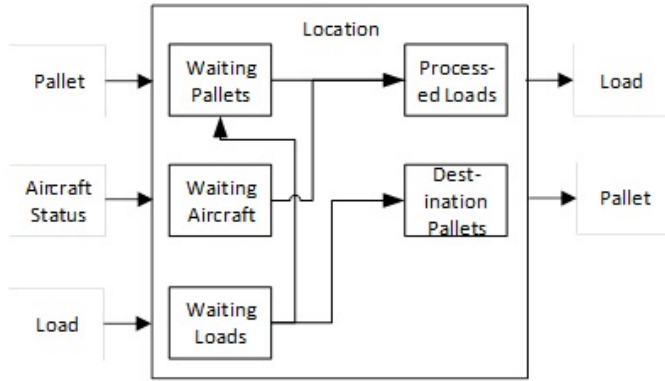 Location
Pallet
Waiting
Pallets
Process-
ed Loads
Load
Aircraft
Status
Waiting
Aircraft
Dest-
ination
Pallets
Pallet
Load
Waiting
Loads